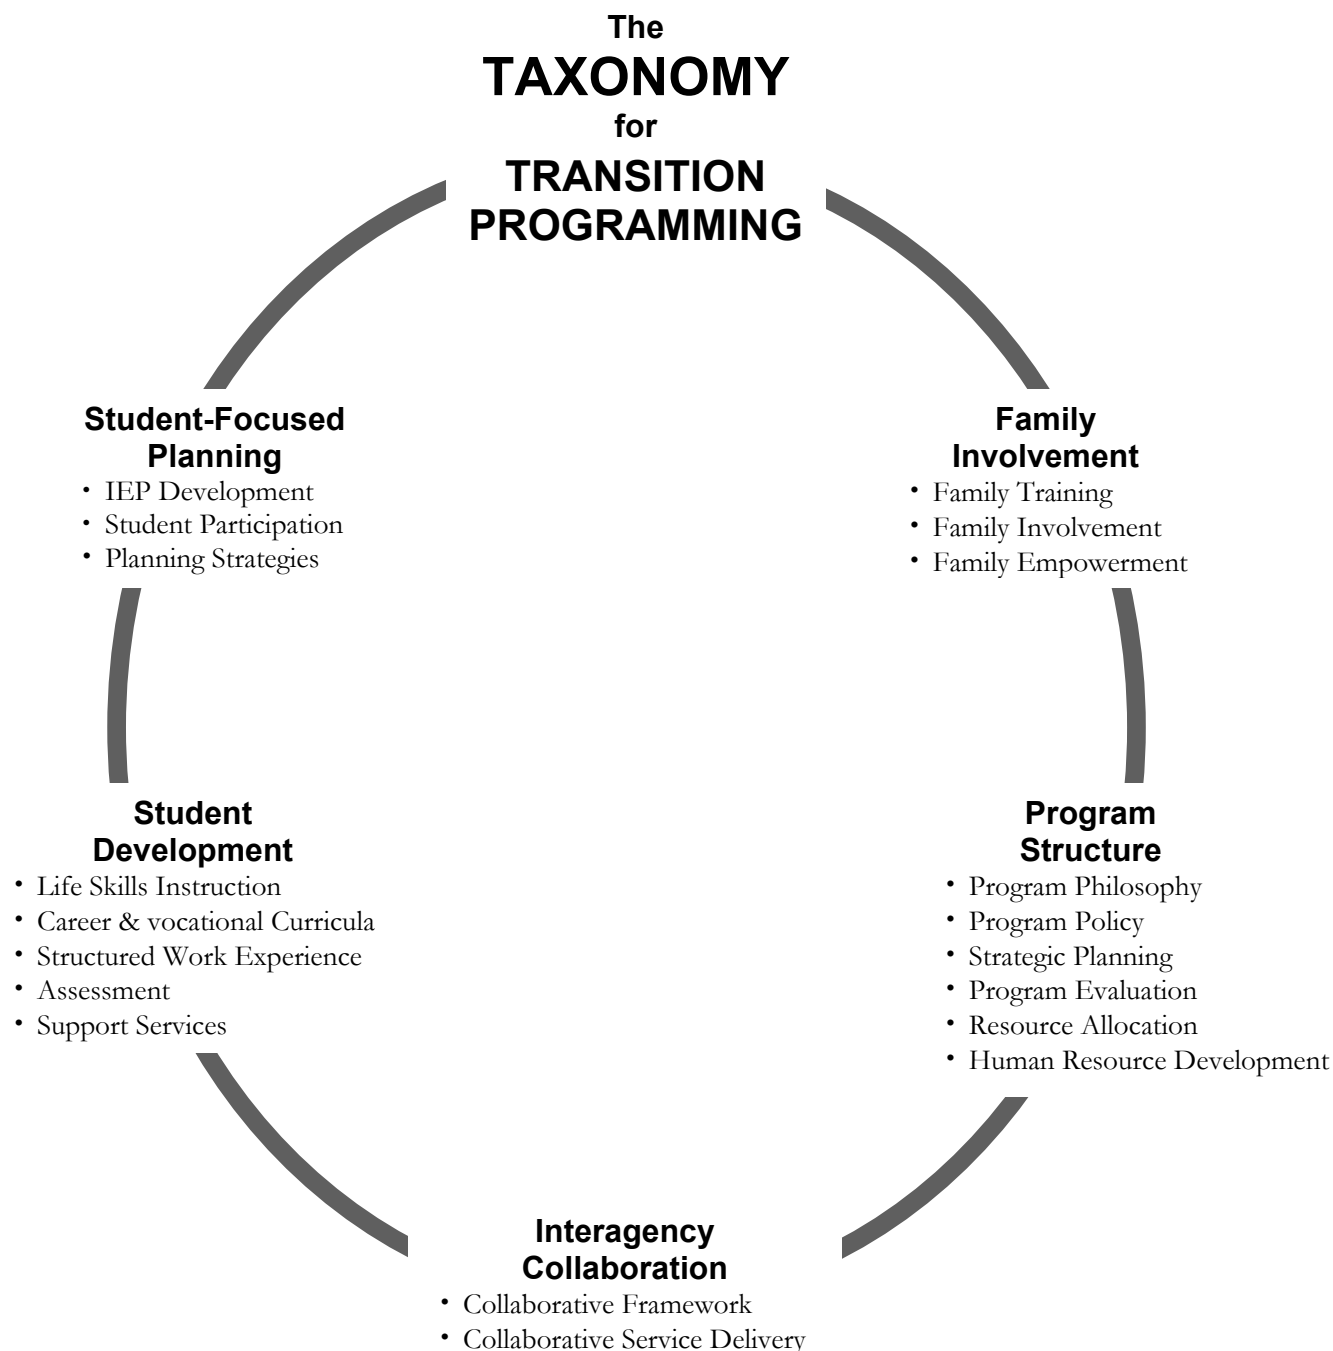 The
TAXONOMY
for
TRANSITION
PROGRAMMING
Student-Focused
Planning
• IEP Development
• Student Participation
• Planning Strategies
Family
Involvement
• Family Training
• Family Involvement
• Family Empowerment
Student
Development
• Life Skills Instruction
• Career & vocational Curricula
• Structured Work Experience
• Assessment
• Support Services
Program
Structure
• Program Philosophy
• Program Policy
• Strategic Planning
• Program Evaluation
• Resource Allocation
• Human Resource Development
Interagency
Collaboration
• Collaborative Framework
• Collaborative Service Delivery